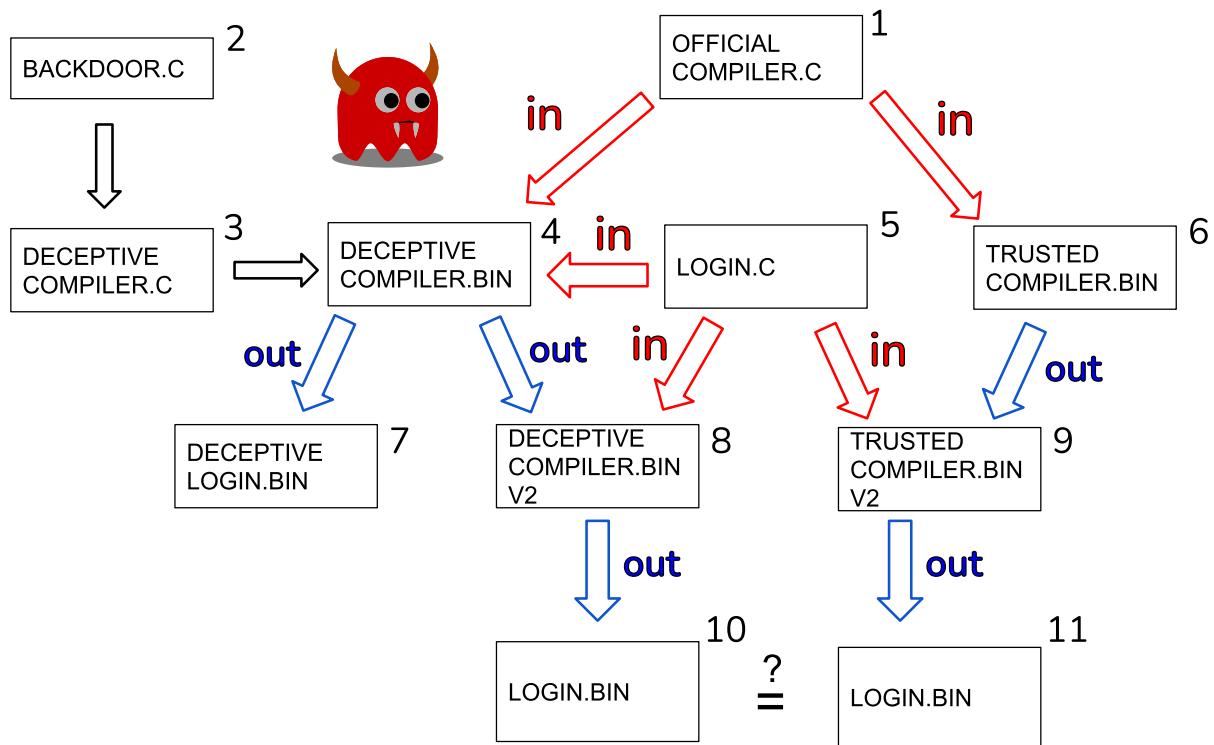 1
OFFICIAL
COMPILER.C
2
BACKDOOR.C
in
in
3
DECEPTIVE
COMPILER.C
4
DECEPTIVE
COMPILER.BIN
in
5
LOGIN.C
6
TRUSTED
COMPILER.BIN
out
out
in
in
out
7
DECEPTIVE
LOGIN.BIN
8
DECEPTIVE
COMPILER.BIN
V2
9
TRUSTED
COMPILER.BIN
V2
out
out
10
LOGIN.BIN
?
=
11
LOGIN.BIN